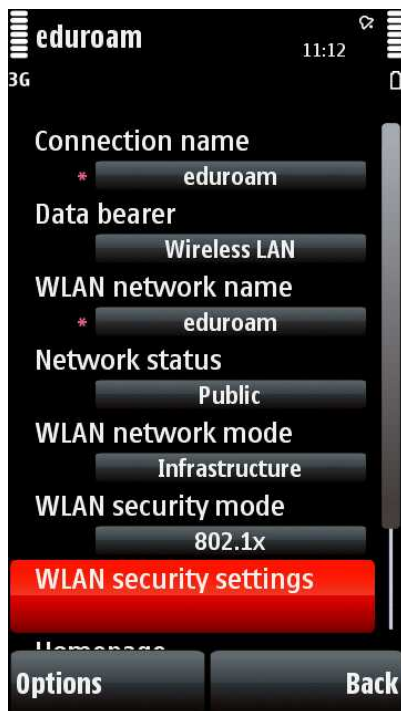 eduroam
11:12
3G
Connection name
* eduroam
Data bearer
Wireless LAN
WLAN network name
* eduroam
Network status
Public
WLAN network mode
Infrastructure
WLAN security mode
802.1x
WLAN security settings
Homepage
Options Back